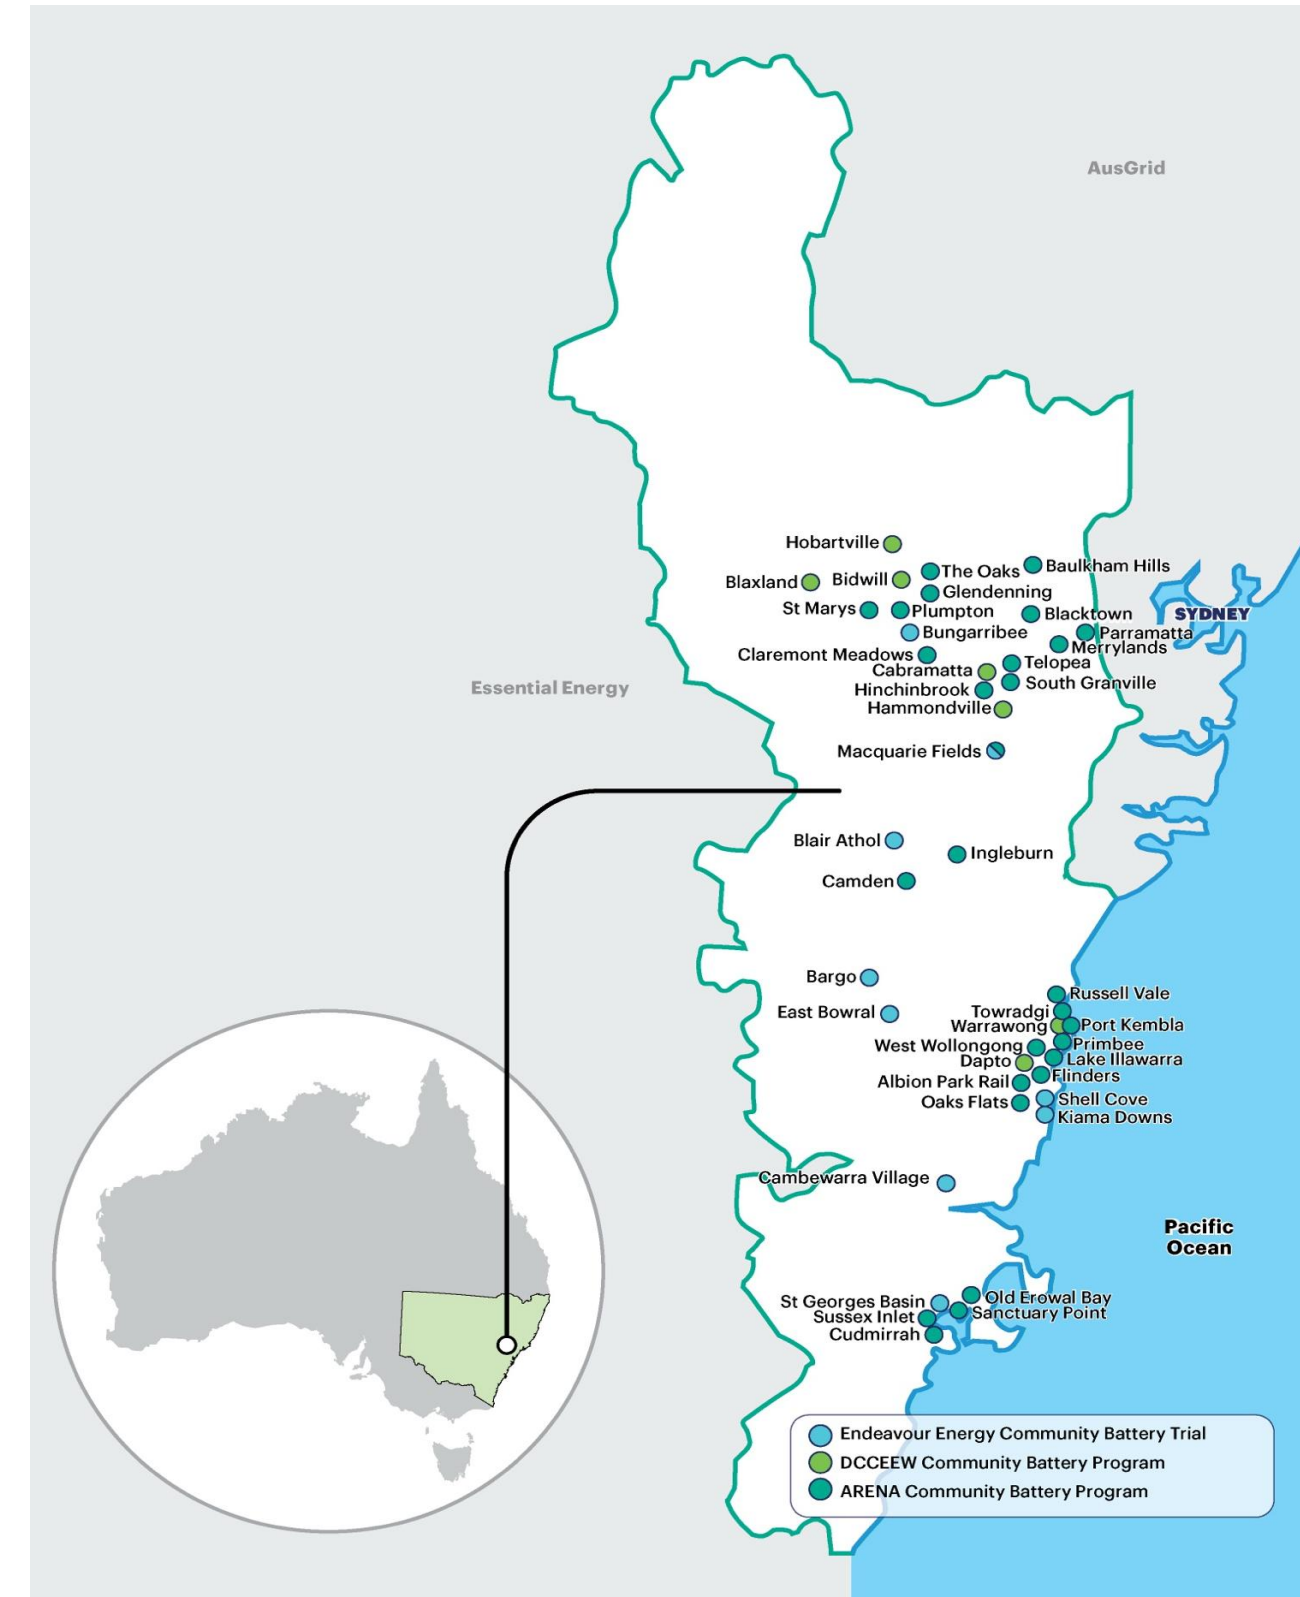 AusGrid
Hobartville
Baulkham Hills
The Oaks
Blaxland
Bidwill
Glendenning
St Marys
Plumpton
Blacktown
SYDNEY
Bungarribee
Parramatta
Merrylands
Claremont Meadows
Telopea
Cabramatta
South Granville
Hinchinbrook
Essential Energy
Hammondville
Macquarie Fields
Blair Athol
Ingleburn
Camden
Bargo
Russell Vale
East Bowral
Towradgi
Warrawong
Port Kembla
West Wollongong
Primbee
Dapto
Lake Illawarra
Flinders
Albion Park Rail
Oaks Flats
Shell Cove
Kiama Downs
Cambewarra Village
Pacific
Ocean
St Georges Basin
Old Erowal Bay
Sussex Inlet
Sanctuary Point
Cudmirrah
Endeavour Energy Community Battery Trial
DCCEEW Community Battery Program
ARENA Community Battery Program